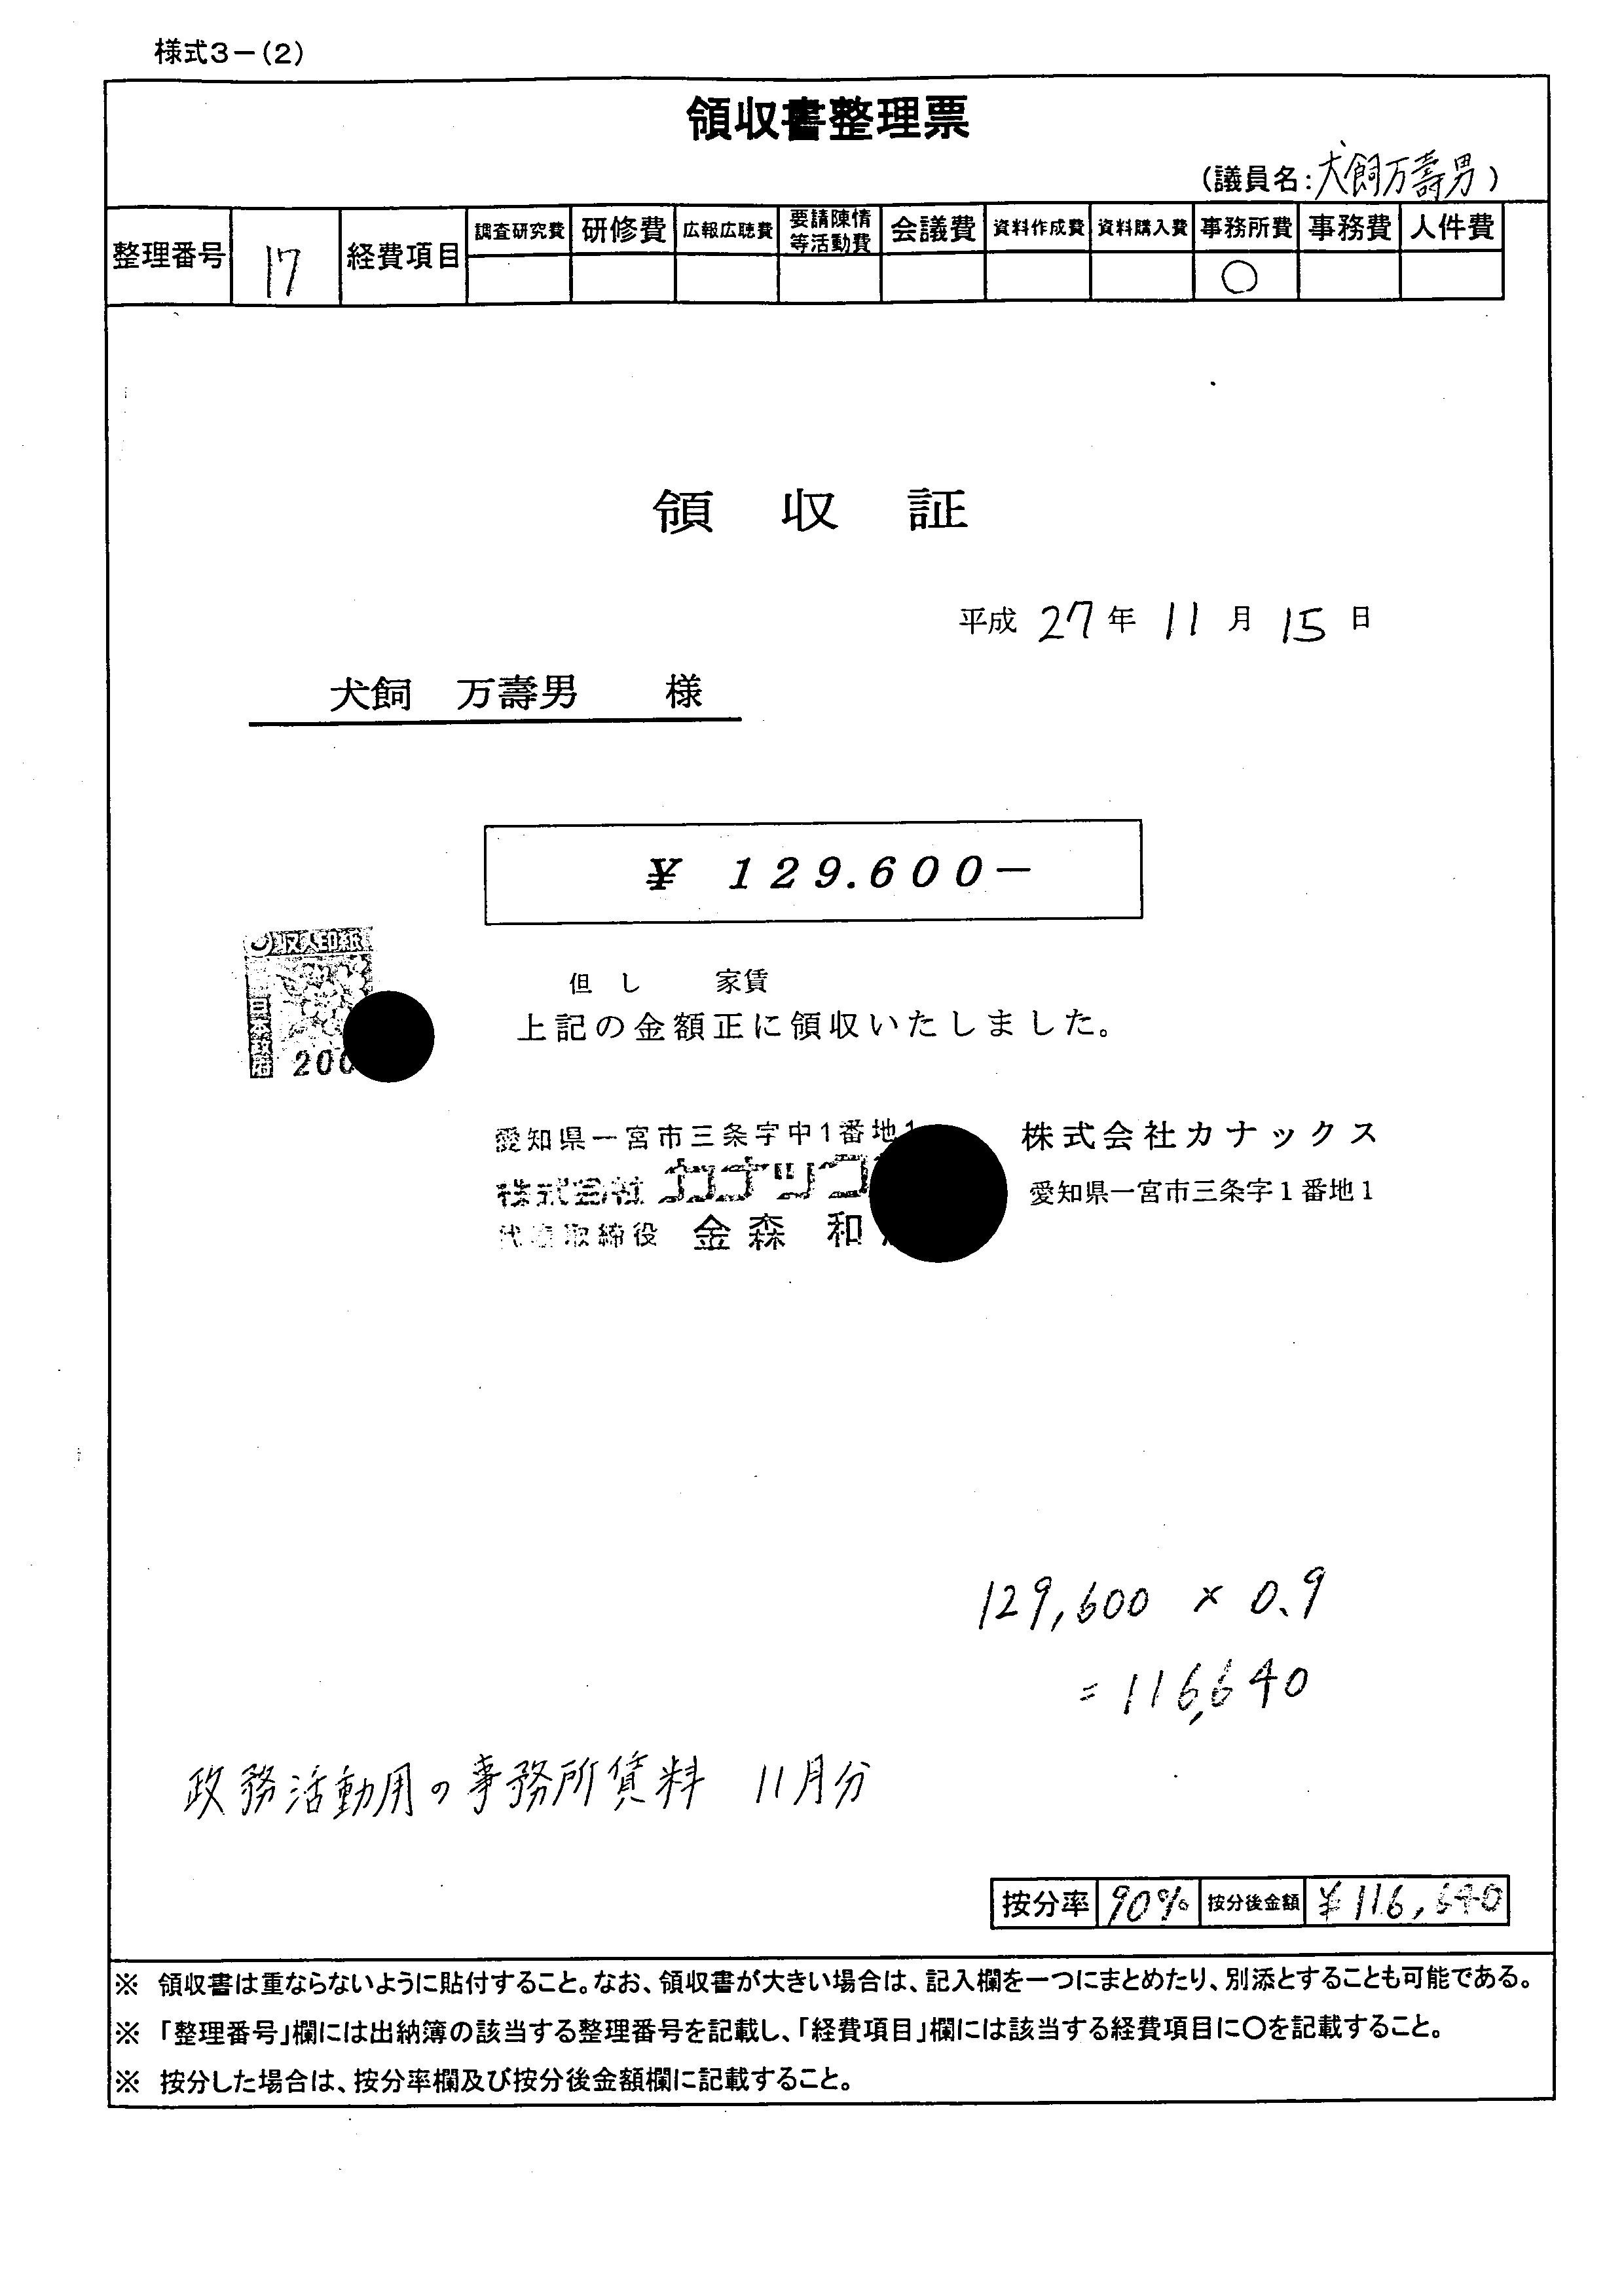 様式3－(2)
領収書整理票
(議員名:犬飼万壽男)
整理番号 17 経費項目 調査研究費 研修費 広報広聴費 要請陳情等活動費 会議費 資料作成費 資料購入費 事務所費 事務費 人件費
○
領 収 証
平成 27 年 11 月 15 日
犬飼 万壽男 様
¥ 129.600－
収入印紙
日本政府
200
但 し 家賃
上記の金額正に領収いたしました。
愛知県一宮市三条字中1番地1
株式会社カナックス
株式会社 カナック
愛知県一宮市三条字1番地1
代表取締役 金森 和
129,600 × 0.9
= 116,640
政務活動用の事務所賃料 11月分
按分率 90% 按分後金額 ¥116,640
※ 領収書は重ならないように貼付すること。なお、領収書が大きい場合は、記入欄を一つにまとめたり、別添とすることも可能である。
※ 「整理番号」欄には出納簿の該当する整理番号を記載し、「経費項目」欄には該当する経費項目に○を記載すること。
※ 按分した場合は、按分率欄及び按分後金額欄に記載すること。